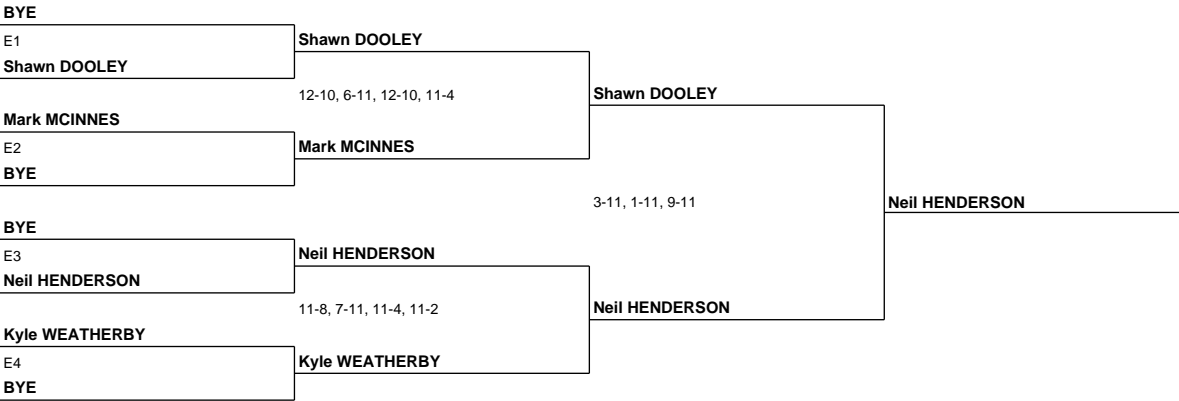 BYE
E1
Shawn DOOLEY
Shawn DOOLEY
12-10, 6-11, 12-10, 11-4
Shawn DOOLEY
Mark MCINNES
E2
Mark MCINNES
BYE
3-11, 1-11, 9-11
Neil HENDERSON
BYE
E3
Neil HENDERSON
Neil HENDERSON
11-8, 7-11, 11-4, 11-2
Neil HENDERSON
Kyle WEATHERBY
E4
Kyle WEATHERBY
BYE